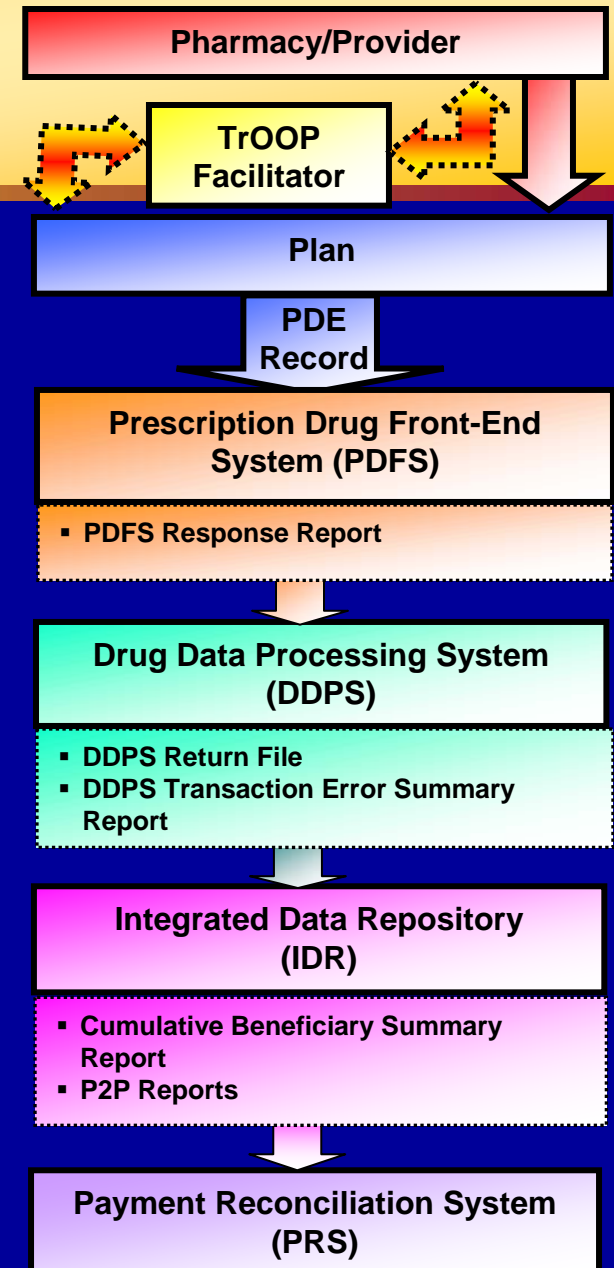 Pharmacy/Provider
TrOOP
Facilitator
Plan
PDE
Record
Prescription Drug Front-End
System (PDFS)
▪ PDFS Response Report
Drug Data Processing System
(DDPS)
▪ DDPS Return File
▪ DDPS Transaction Error Summary
Report
Integrated Data Repository
(IDR)
▪ Cumulative Beneficiary Summary
Report
▪ P2P Reports
Payment Reconciliation System
(PRS)